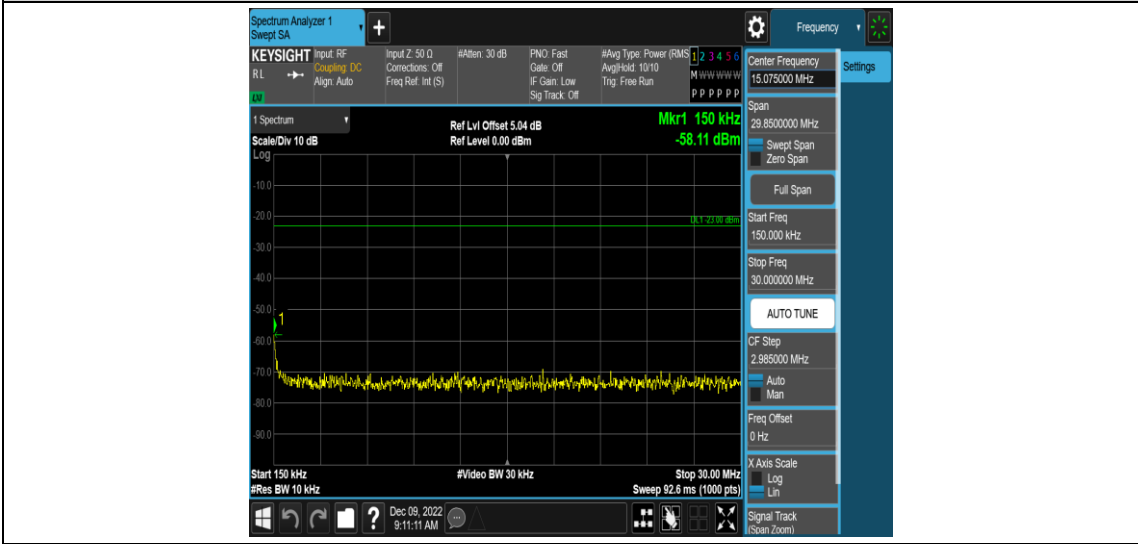 Spectrum Analyzer 1
Swept SA
Frequency
KEYSIGHT
RL
Input: RF
Coupling: DC
Align: Auto
Input Z: 50 Ω
Corrections: Off
Freq Ref: Int (S)
#Atten: 30 dB
PNO: Fast
Gate: Off
IF Gain: Low
Sig Track: Off
#Avg Type: Power (RMS
Avg|Hold: 10/10
Trig: Free Run
1 2 3 4 5 6
M W W W W W
P P P P P P
1 Spectrum
Scale/Div 10 dB
Ref Lvl Offset 5.04 dB
Ref Level 0.00 dBm
Mkr1 150 kHz
-58.11 dBm
Log
-10.0
-20.0
DL1 -23.00 dBm
-30.0
-40.0
-50.0
1
-60.0
-70.0
-80.0
-90.0
Start 150 kHz
#Res BW 10 kHz
#Video BW 30 kHz
Stop 30.00 MHz
Sweep 92.6 ms (1000 pts)
?
Dec 09, 2022
9:11:11 AM
Center Frequency
15.075000 MHz
Settings
Span
29.8500000 MHz
Swept Span
Zero Span
Full Span
Start Freq
150.000 kHz
Stop Freq
30.000000 MHz
AUTO TUNE
CF Step
2.985000 MHz
Auto
Man
Freq Offset
0 Hz
X Axis Scale
Log
Lin
Signal Track
(Span Zoom)